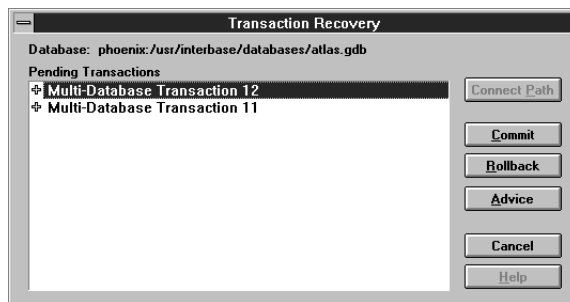 Transaction Recovery
Database: phoenix:/usr/interbase/databases/atlas.gdb
Pending Transactions
Multi-Database Transaction 12
Multi-Database Transaction 11
Connect Path
Commit
Rollback
Advice
Cancel
Help